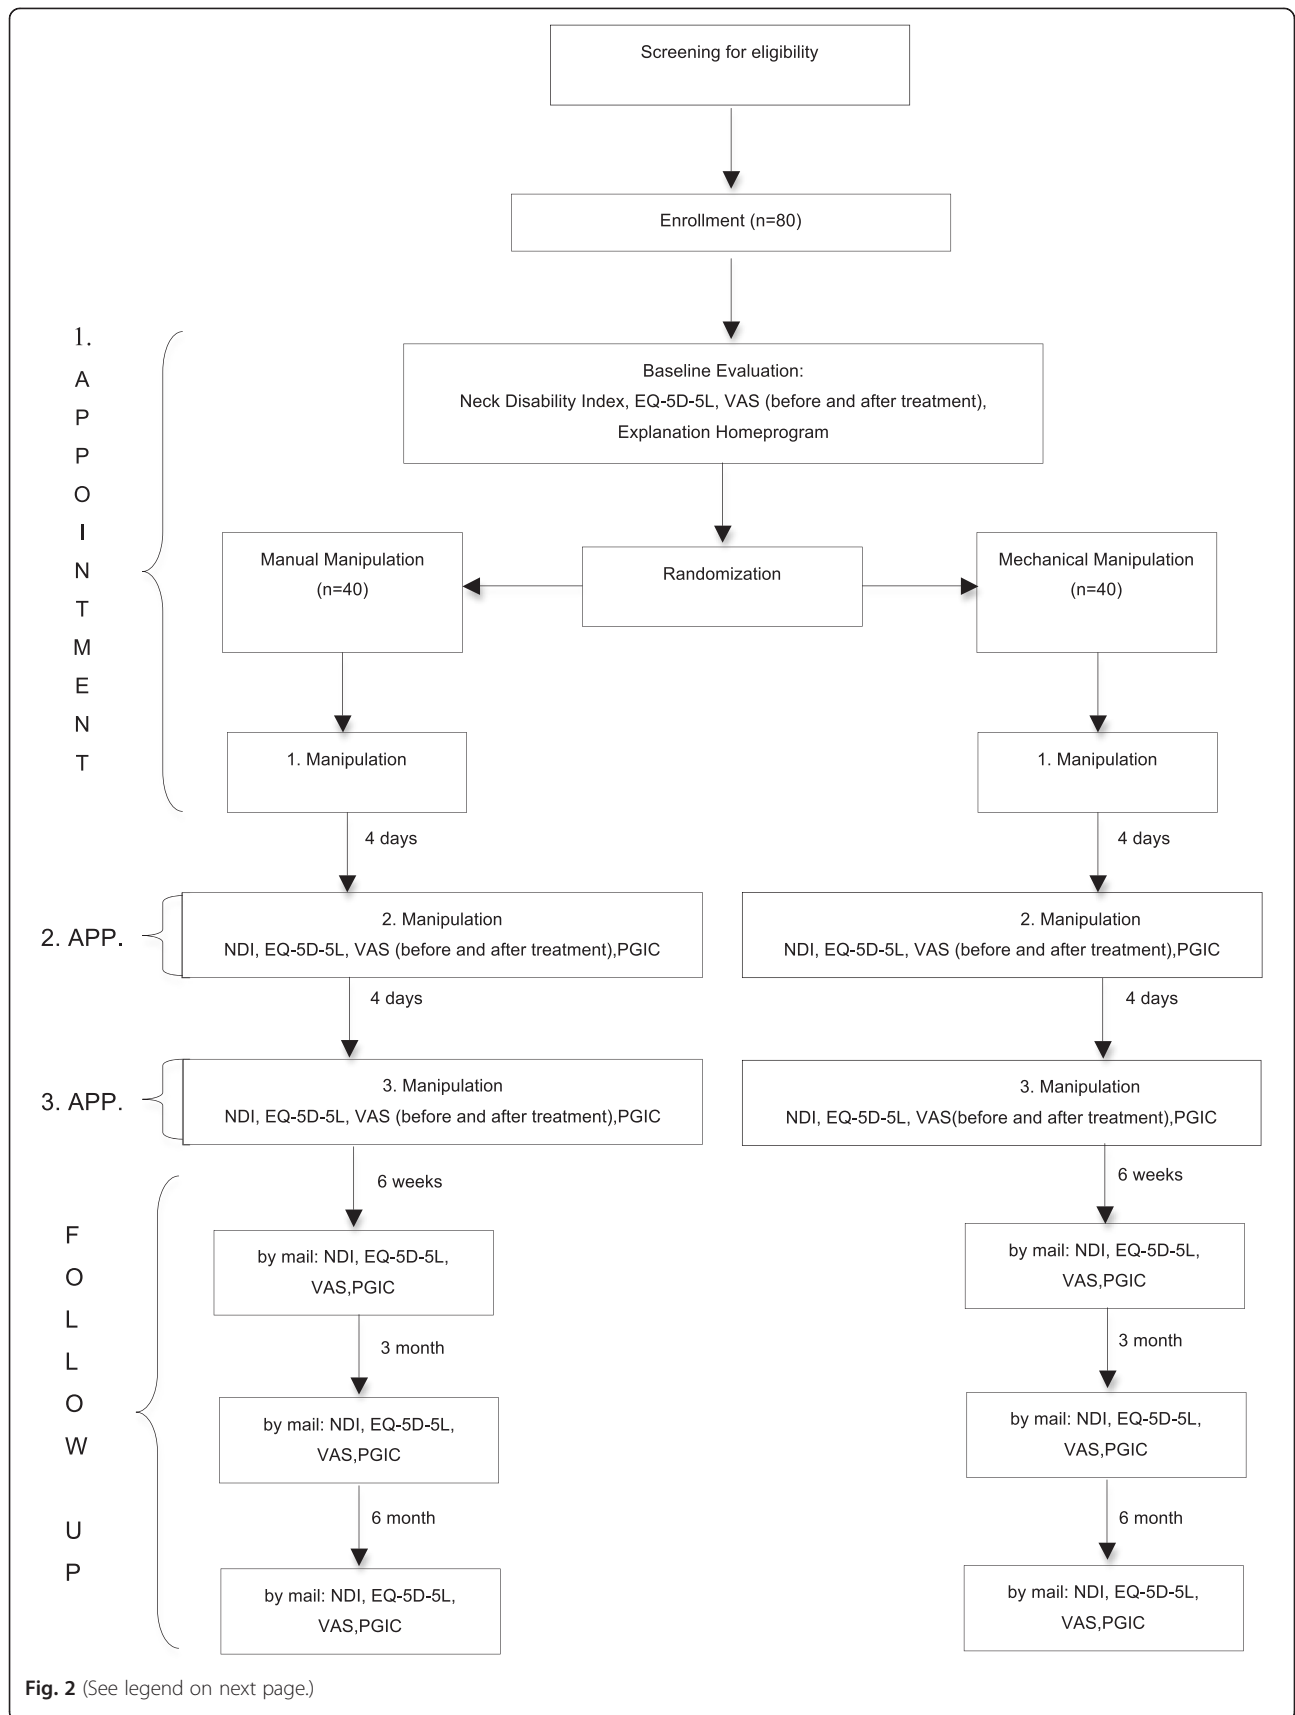 Screening for eligibility
Enrollment (n=80)
1.
A
P
P
O
I
N
T
M
E
N
T
Baseline Evaluation:
Neck Disability Index, EQ-5D-5L, VAS (before and after treatment),
Explanation Homeprogram
Manual Manipulation
(n=40)
Randomization
Mechanical Manipulation
(n=40)
1. Manipulation
1. Manipulation
4 days
4 days
2. APP.
2. Manipulation
NDI, EQ-5D-5L, VAS (before and after treatment),PGIC
2. Manipulation
NDI, EQ-5D-5L, VAS (before and after treatment),PGIC
4 days
4 days
3. APP.
3. Manipulation
NDI, EQ-5D-5L, VAS (before and after treatment),PGIC
3. Manipulation
NDI, EQ-5D-5L, VAS(before and after treatment),PGIC
6 weeks
6 weeks
F
O
L
L
O
W
U
P
by mail: NDI, EQ-5D-5L,
VAS,PGIC
by mail: NDI, EQ-5D-5L,
VAS,PGIC
3 month
3 month
by mail: NDI, EQ-5D-5L,
VAS,PGIC
by mail: NDI, EQ-5D-5L,
VAS,PGIC
6 month
6 month
by mail: NDI, EQ-5D-5L,
VAS,PGIC
by mail: NDI, EQ-5D-5L,
VAS,PGIC
Fig. 2 (See legend on next page.)